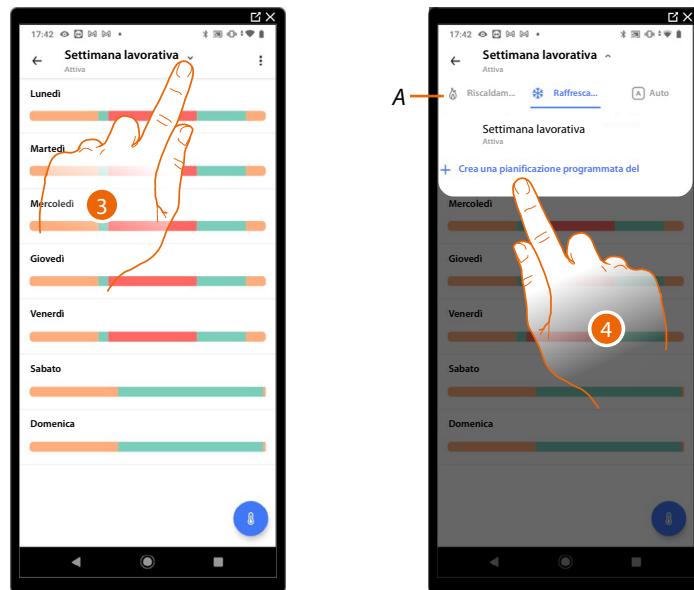 17:42
Settimana lavorativa
Attiva
Lunedì
Martedì
Mercoledì
3
Giovedì
Venerdì
Sabato
Domenica
17:42
Settimana lavorativa
Attiva
A
Riscaldam...
Raffresca...
A Auto
Settimana lavorativa
Attiva
+ Crea una pianificazione programmata del
Mercoledì
Giovedì
Venerdì
4
Sabato
Domenica